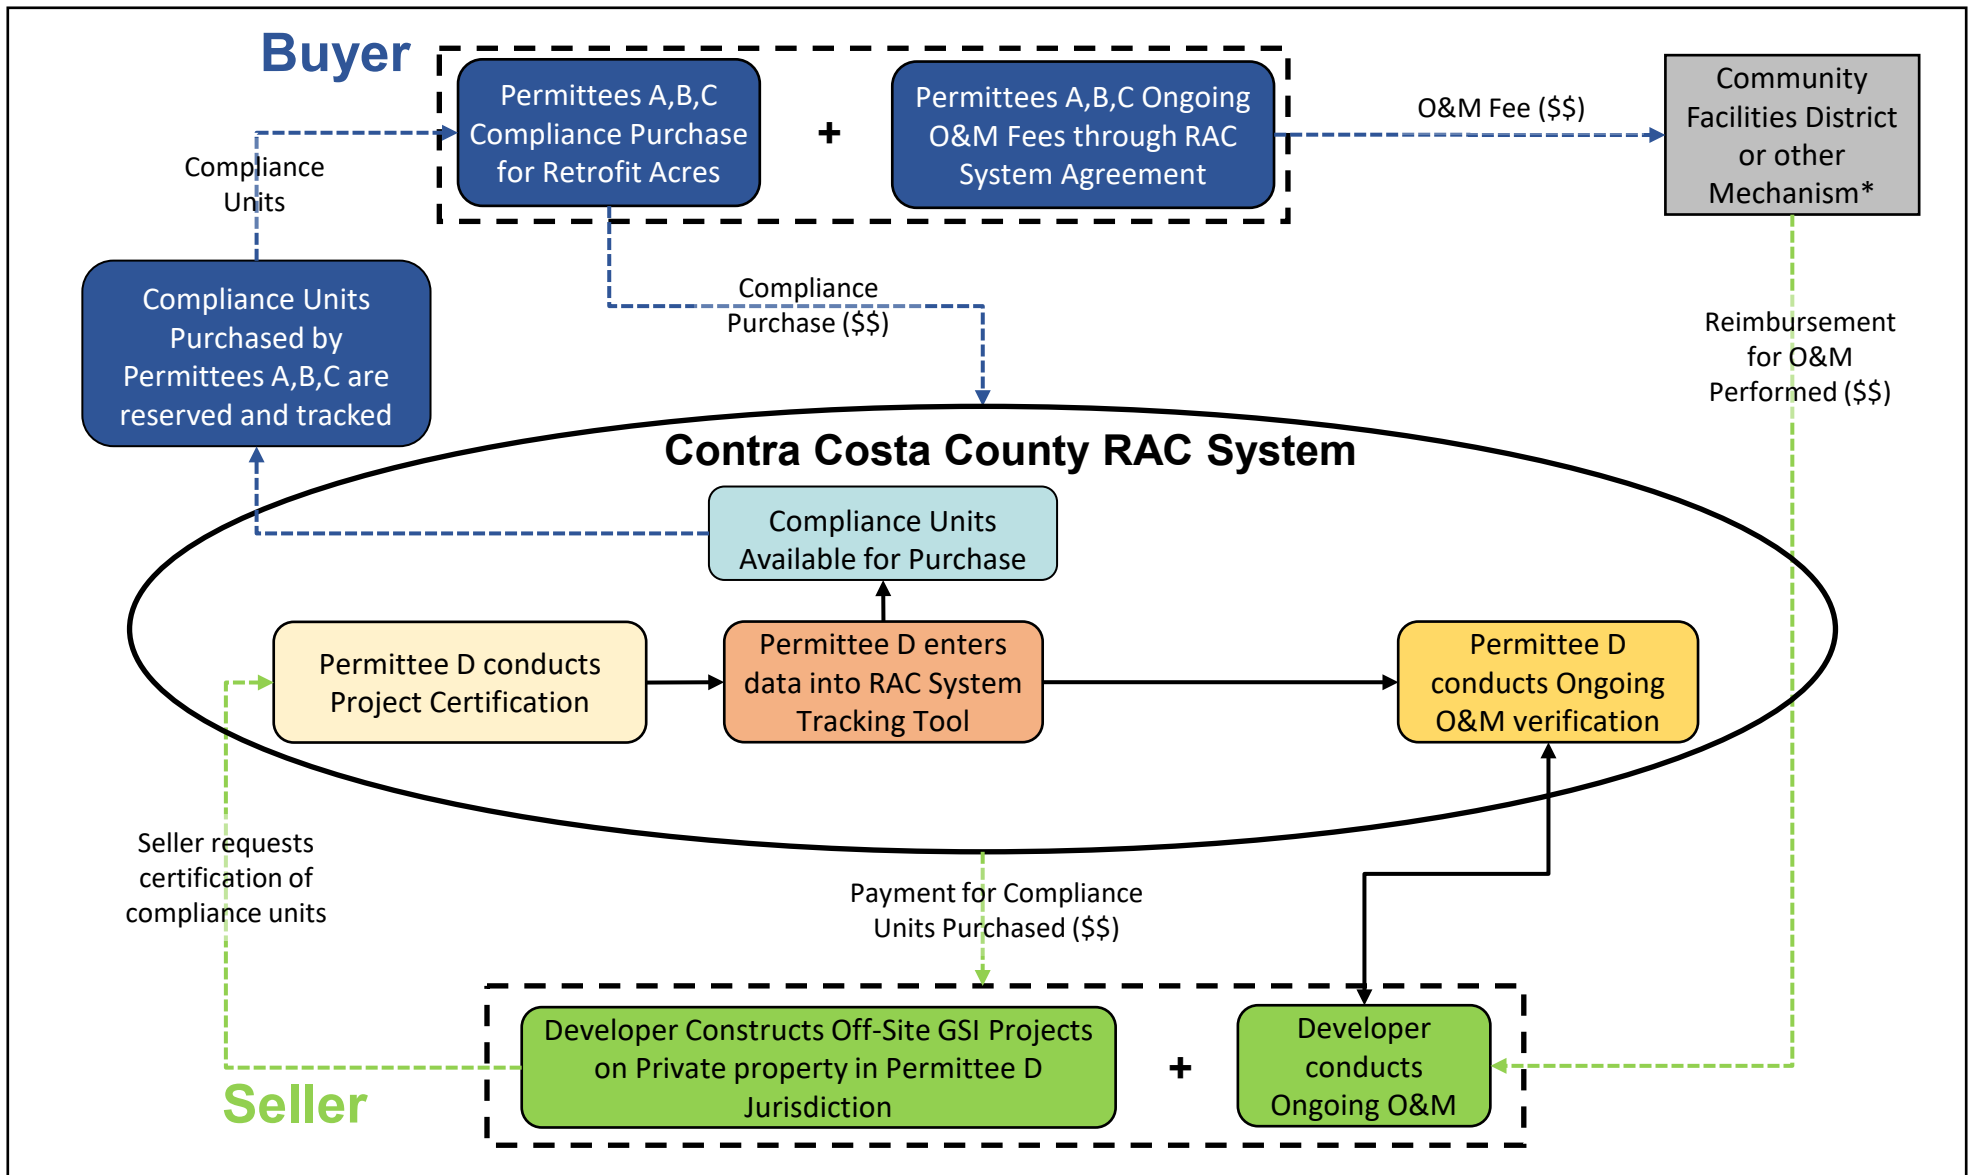 Buyer
Permittees A,B,C
Compliance Purchase
for Retrofit Acres
+
Permittees A,B,C Ongoing
O&M Fees through RAC
System Agreement
O&M Fee ($$)
Community
Facilities District
or other
Mechanism*
Compliance
Units
Compliance Units
Purchased by
Permittees A,B,C are
reserved and tracked
Compliance
Purchase ($$)
Reimbursement
for O&M
Performed ($$)
Contra Costa County RAC System
Compliance Units
Available for Purchase
Permittee D conducts
Project Certification
Permittee D enters
data into RAC System
Tracking Tool
Permittee D
conducts Ongoing
O&M verification
Seller requests
certification of
compliance units
Payment for Compliance
Units Purchased ($$)
Seller
Developer Constructs Off-Site GSI Projects
on Private property in Permittee D
Jurisdiction
+
Developer
conducts
Ongoing O&M